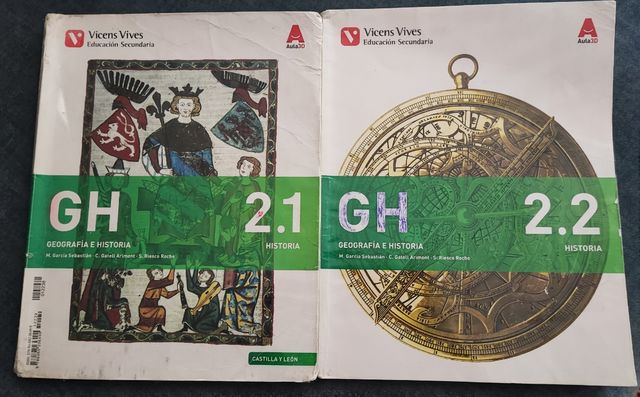 Vicens Vives
Educación Secundaria
Aula3D
GH
2.1
GEOGRAFÍA E HISTORIA
HISTORIA
M. García Sebastián · C. Gatell Arimont · S. Riesco Roche
CASTILLA Y LEÓN
Vicens Vives
Educación Secundaria
Aula3D
GH
2.2
GEOGRAFÍA E HISTORIA
HISTORIA
M. García Sebastián · C. Gatell Arimont · S. Riesco Roche